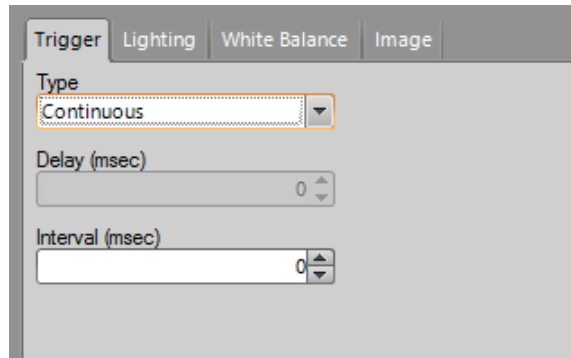 Trigger Lighting White Balance Image
Type
Continuous
Delay (msec)
0
Interval (msec)
0